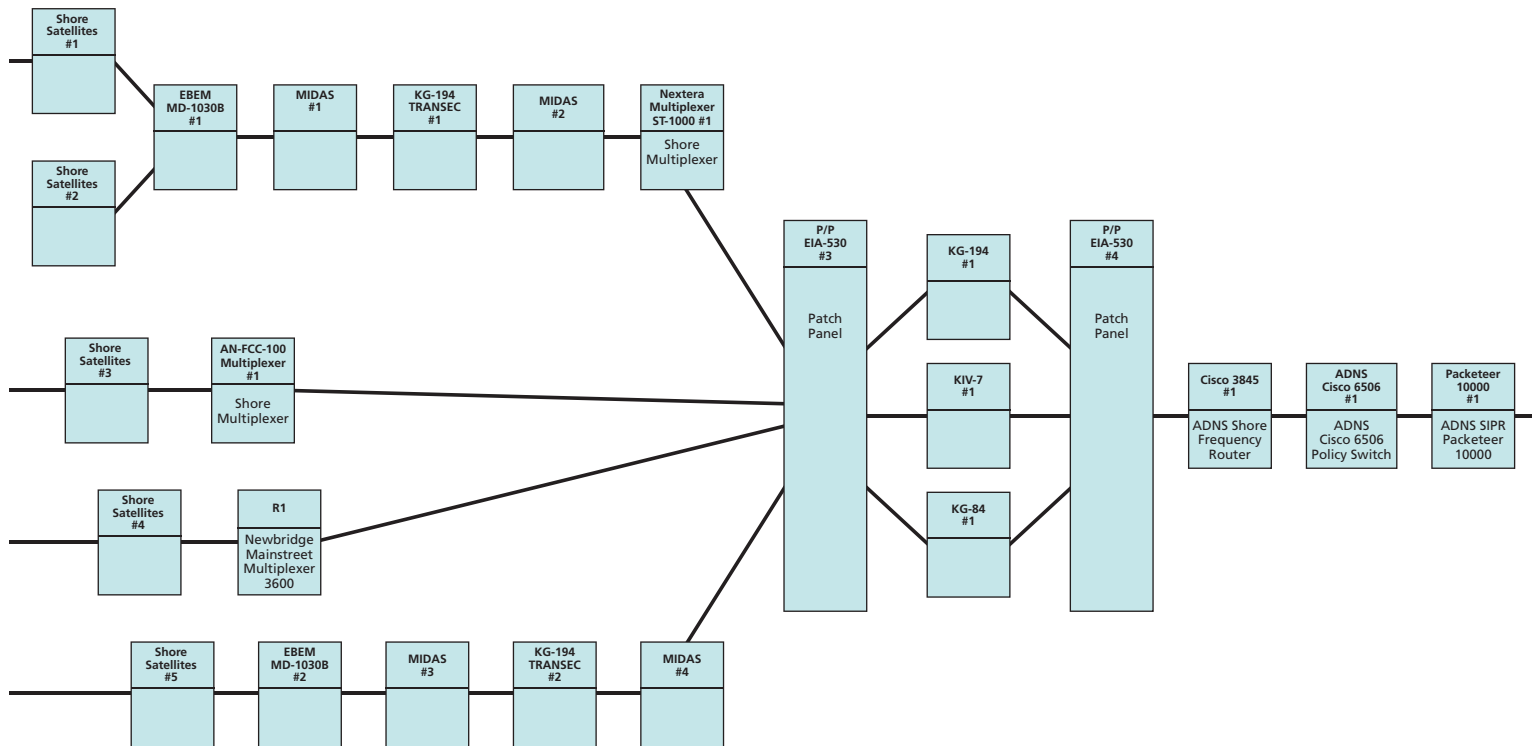 Shore
Satellites
#1
EBEM
MD-1030B
#1
MIDAS
#1
KG-194
TRANSEC
#1
MIDAS
#2
Nextera
Multiplexer
ST-1000 #1
Shore
Multiplexer
Shore
Satellites
#2
P/P
EIA-530
#3
Patch
Panel
KG-194
#1
P/P
EIA-530
#4
Patch
Panel
Shore
Satellites
#3
AN-FCC-100
Multiplexer
#1
Shore
Multiplexer
KIV-7
#1
Cisco 3845
#1
ADNS Shore
Frequency
Router
ADNS
Cisco 6506
#1
ADNS
Cisco 6506
Policy Switch
Packeteer
10000
#1
ADNS SIPR
Packeteer
10000
Shore
Satellites
#4
R1
Newbridge
Mainstreet
Multiplexer
3600
KG-84
#1
Shore
Satellites
#5
EBEM
MD-1030B
#2
MIDAS
#3
KG-194
TRANSEC
#2
MIDAS
#4